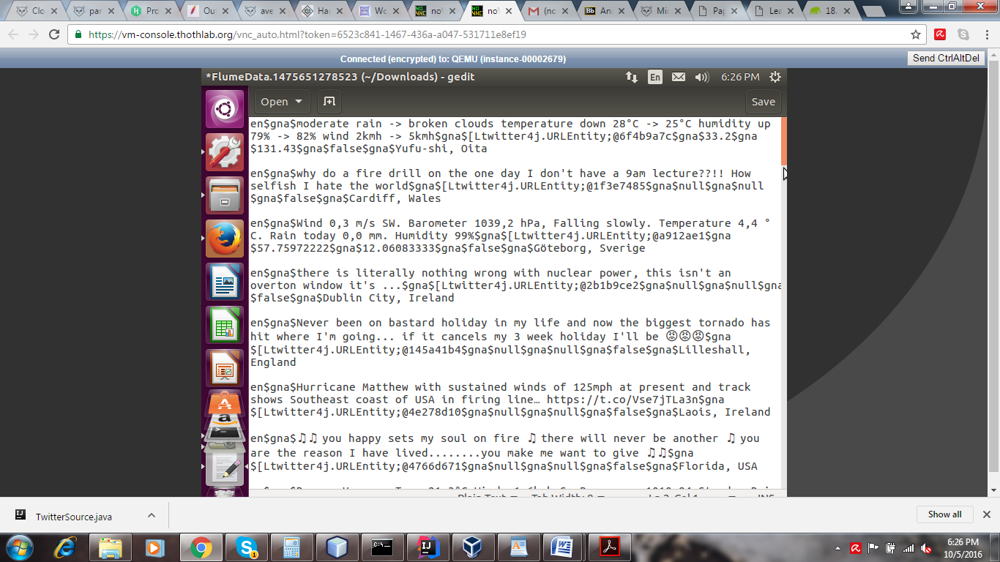 Clo
par
Pro
Ou
ave
Ha
Wo
no
no
(no
An
Mi
Pap
Lea
18.
https://vm-console.thothlab.org/vnc_auto.html?token=6523c841-1467-436a-a047-531711e8ef19
Connected (encrypted) to: QEMU (instance-00002679)
Send CtrlAltDel
*FlumeData.1475651278523 (~/Downloads) - gedit
En
6:26 PM
Open
Save
en$gna$moderate rain -> broken clouds temperature down 28°C -> 25°C humidity up
79% -> 82% wind 2kmh -> 5kmh$gna$[Ltwitter4j.URLEntity;@6f4b9a7c$gna$33.2$gna
$131.43$gna$false$gna$Yufu-shi, Oita
en$gna$why do a fire drill on the one day I don't have a 9am lecture??!! How
selfish I hate the world$gna$[Ltwitter4j.URLEntity;@1f3e7485$gna$null$gna$null
$gna$false$gna$Cardiff, Wales
en$gna$Wind 0,3 m/s SW. Barometer 1039,2 hPa, Falling slowly. Temperature 4,4 °
C. Rain today 0,0 mm. Humidity 99%$gna$[Ltwitter4j.URLEntity;@a912ae1$gna
$57.75972222$gna$12.06083333$gna$false$gna$Göteborg, Sverige
en$gna$there is literally nothing wrong with nuclear power, this isn't an
overton window it's ...$gna$[Ltwitter4j.URLEntity;@2b1b9ce2$gna$null$gna$null$gna
$false$gna$Dublin City, Ireland
en$gna$Never been on bastard holiday in my life and now the biggest tornado has
hit where I'm going... if it cancels my 3 week holiday I'll be 😡😡😡$gna
$[Ltwitter4j.URLEntity;@145a41b4$gna$null$gna$null$gna$false$gna$Lilleshall,
England
en$gna$Hurricane Matthew with sustained winds of 125mph at present and track
shows Southeast coast of USA in firing line… https://t.co/Vse7jTLa3n$gna
$[Ltwitter4j.URLEntity;@4e278d10$gna$null$gna$null$gna$false$gna$Laois, Ireland
en$gna$♫♫ you happy sets my soul on fire ♫ there will never be another ♫ you
are the reason I have lived........you make me want to give ♫♫$gna
$[Ltwitter4j.URLEntity;@4766d671$gna$null$gna$null$gna$false$gna$Florida, USA
TwitterSource.java
Show all
6:26 PM
10/5/2016